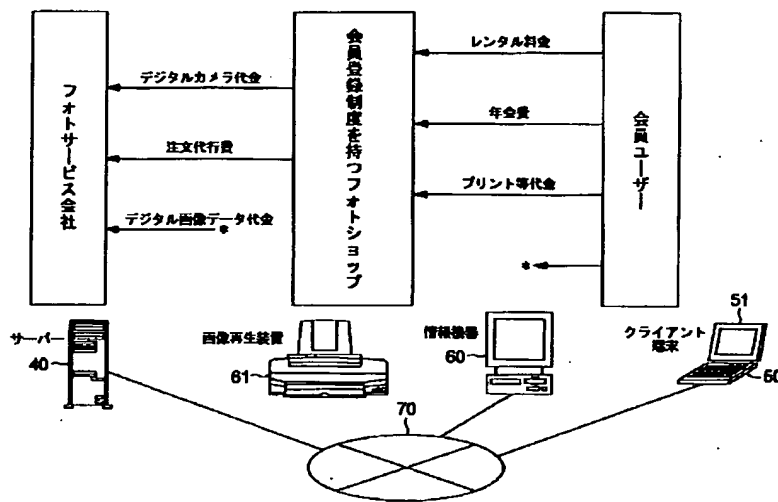 フォトサービス会社
デジタルカメラ代金
注文代行費
デジタル画像データ代金
*
会員登録制度を持つフォトショップ
レンタル料金
年会費
プリント等代金
*
会員ユーザー
サーバー
40
画像再生装置
61
情報機器
60
クライアント
端末
51
50
70